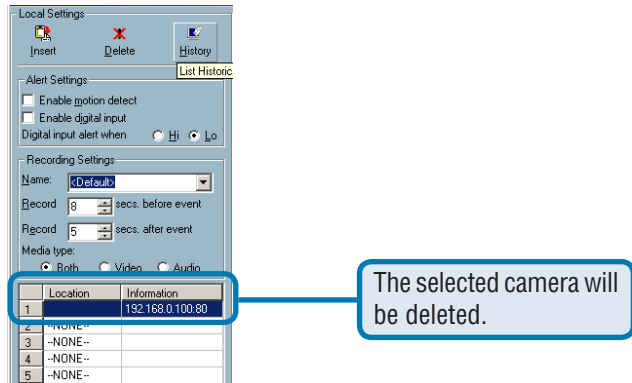 Local Settings
Insert Delete History
List Historic
Alert Settings
Enable motion detect
Enable digital input
Digital input alert when Hi Lo
Recording Settings
Name: <Default>
Record 8 secs. before event
Record 5 secs. after event
Media type:
Both Video Audio
Location Information
1 192.168.0.100:80
2 --NONE--
3 --NONE--
4 --NONE--
5 --NONE--
The selected camera will
be deleted.